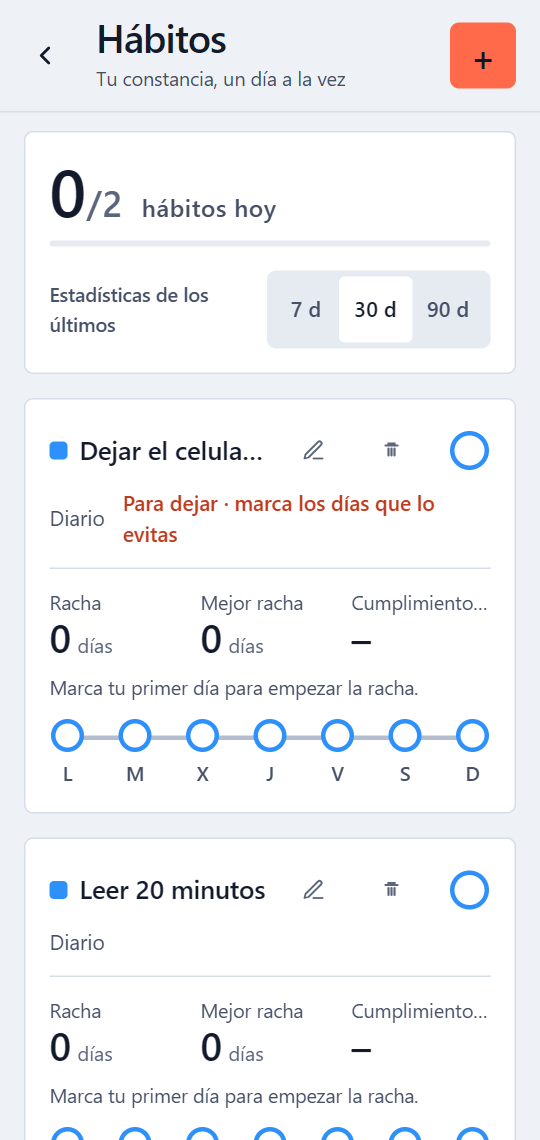 Hábitos
Tu constancia, un día a la vez
+
0/2 hábitos hoy
Estadísticas de los
últimos
7 d 30 d 90 d
Dejar el celula...
Diario
Para dejar · marca los días que lo
evitas
Racha Mejor racha Cumplimiento...
0 días 0 días –
Marca tu primer día para empezar la racha.
L M X J V S D
Leer 20 minutos
Diario
Racha Mejor racha Cumplimiento...
0 días 0 días –
Marca tu primer día para empezar la racha.